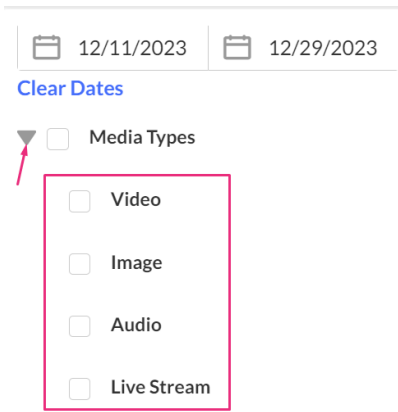 12/11/2023 12/29/2023
Clear Dates
Media Types
Video
Image
Audio
Live Stream